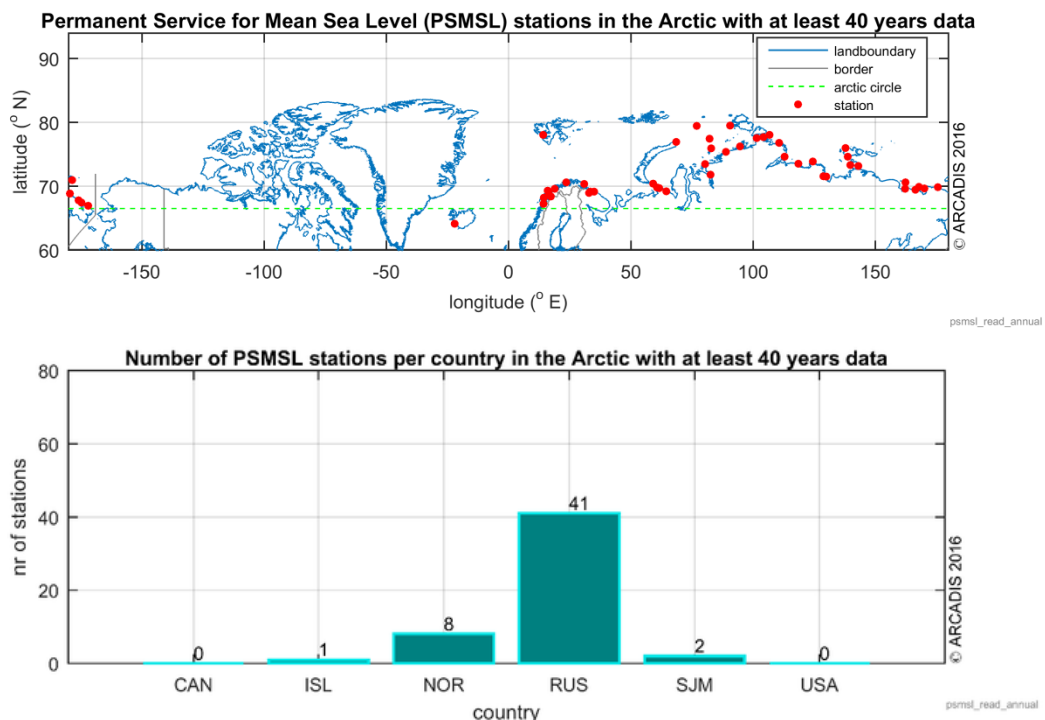 Permanent Service for Mean Sea Level (PSMSL) stations in the Arctic with at least 40 years data
90
80
70
60
latitude (° N)
landboundary
border
arctic circle
station
© ARCADIS 2016
-150
-100
-50
0
50
100
150
longitude (° E)
psmsl_read_annual
Number of PSMSL stations per country in the Arctic with at least 40 years data
80
60
40
20
0
nr of stations
0
1
8
41
2
0
© ARCADIS 2016
CAN
ISL
NOR
RUS
SJM
USA
country
psmsl_read_annual